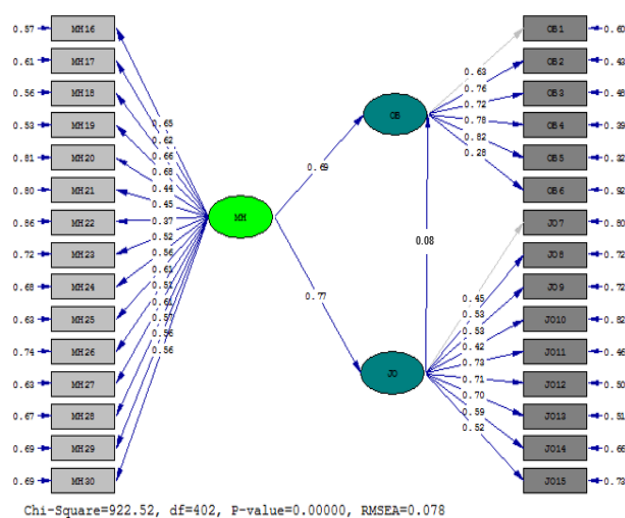 0.57 MH16
0.61 MH17
0.56 MH18
0.53 MH19
0.81 MH20
0.80 MH21
0.86 MH22
0.72 MH23
0.68 MH24
0.63 MH25
0.74 MH26
0.63 MH27
0.67 MH28
0.69 MH29
0.69 MH30
0.65
0.62
0.66
0.68
0.44
0.45
0.37
0.52
0.56
0.61
0.51
0.61
0.57
0.56
0.56
MH
0.69
0.77
OB
0.08
JO
0.63
0.76
0.72
0.78
0.82
0.28
0.45
0.53
0.53
0.42
0.73
0.71
0.70
0.59
0.52
OB1 0.60
OB2 0.43
OB3 0.48
OB4 0.39
OB5 0.32
OB6 0.92
JO7 0.80
JO8 0.72
JO9 0.72
JO10 0.82
JO11 0.46
JO12 0.50
JO13 0.51
JO14 0.66
JO15 0.73
Chi-Square=922.52, df=402, P-value=0.00000, RMSEA=0.078